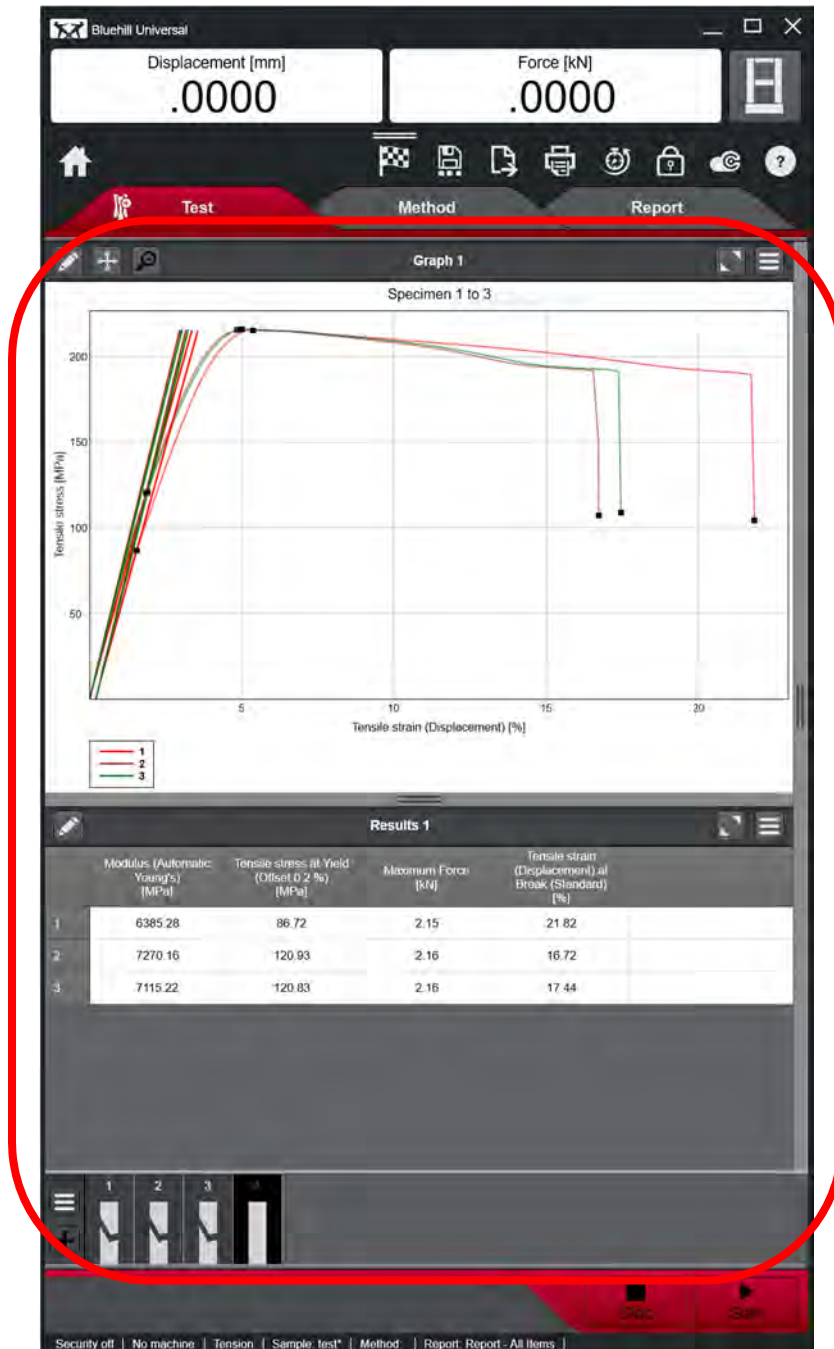 Bluehill Universal
Displacement [mm]
.0000
Force [kN]
.0000
?
Test
Method
Report
Graph 1
Specimen 1 to 3
200
150
100
50
Tensile stress [MPa]
5
10
15
20
Tensile strain (Displacement) [%]
1
2
3
Results 1
Modulus (Automatic Young's) [MPa]
Tensile stress at Yield (Offset 0.2 %) [MPa]
Maximum Force [kN]
Tensile strain (Displacement) at Break (Standard) [%]
1 6385.28 86.72 2.15 21.82
2 7270.16 120.93 2.16 16.72
3 7115.22 120.83 2.16 17.44
1 2 3
Stop
Start
Security off | No machine | Tension | Sample: test* | Method: | Report: Report - All Items |